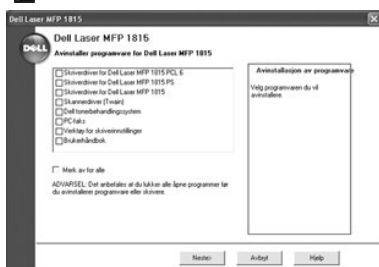 Dell Laser MFP 1815
DELL
Dell Laser MFP 1815
Avinstaller programvare for Dell Laser MFP 1815
Skriverdriver for Dell Laser MFP 1815 PCL 6
Skriverdriver for Dell Laser MFP 1815 PS
Skriverdriver for Dell Laser MFP 1815
Skannerdriver (Twain)
Dell tonerbehandlingssystem
PC-faks
Verktøy for skriverinnstillinger
Brukerhåndbok
Merk av for alle
ADVARSEL: Det anbefales at du lukker alle åpne programmer før
du avinstallerer programvare eller skrivere.
Avinstallasjon av programvare
Velg programvaren du vil
avinstallere.
Neste>
Avbryt
Hjelp